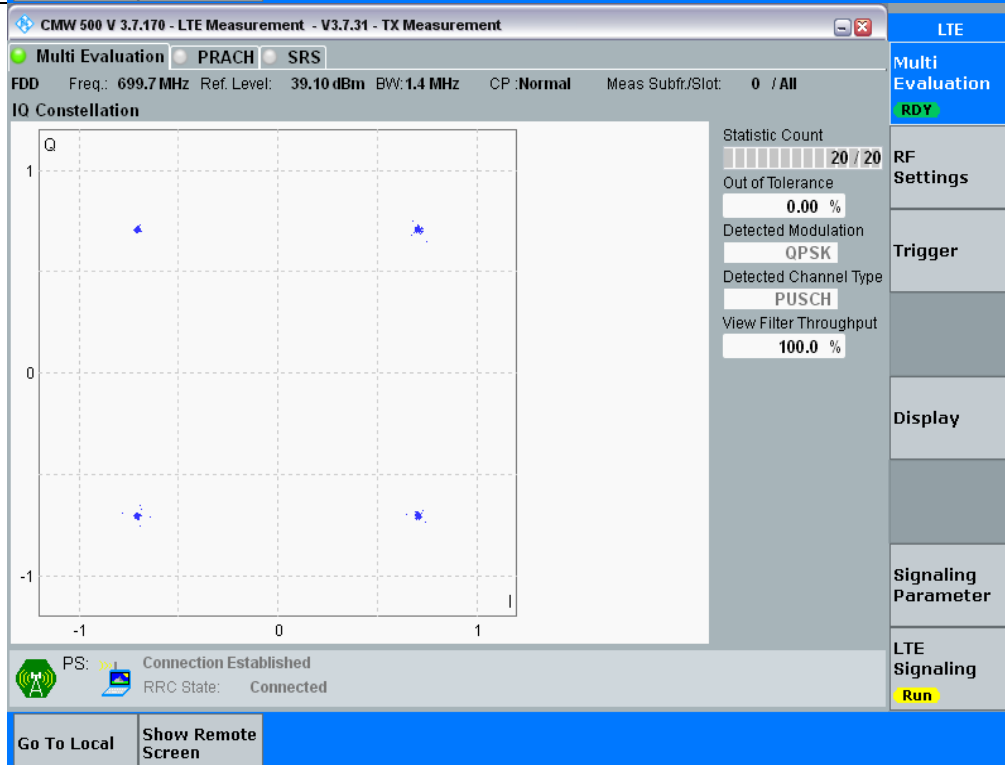 CMW 500 V 3.7.170 - LTE Measurement - V3.7.31 - TX Measurement
LTE
Multi Evaluation PRACH SRS
FDD Freq.: 699.7 MHz Ref. Level: 39.10 dBm BW: 1.4 MHz CP : Normal Meas Subfr./Slot: 0 / All
IQ Constellation
Q
1
0
-1
-1 0 1
I
Statistic Count
20 / 20
Out of Tolerance
0.00 %
Detected Modulation
QPSK
Detected Channel Type
PUSCH
View Filter Throughput
100.0 %
Multi
Evaluation
RDY
RF
Settings
Trigger
Display
Signaling
Parameter
LTE
Signaling
Run
PS: Connection Established
RRC State: Connected
Go To Local
Show Remote
Screen